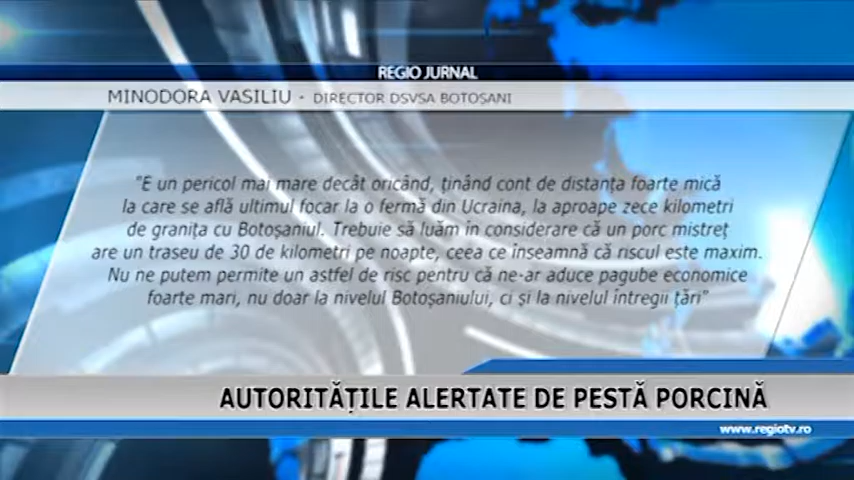 REGIO JURNAL
MINODORA VASILIU - DIRECTOR DSVSA BOTOSANI
"E un pericol mai mare decât oricând, ținând cont de distanța foarte mică
la care se află ultimul focar la o fermă din Ucraina, la aproape zece kilometri
de granița cu Botoșaniul. Trebuie să luăm în considerare că un porc mistreț
are un traseu de 30 de kilometri pe noapte, ceea ce înseamnă că riscul este maxim.
Nu ne putem permite un astfel de risc pentru că ne-ar aduce pagube economice
foarte mari, nu doar la nivelul Botoșaniului, ci și la nivelul întregii țări"
AUTORITĂȚILE ALERTATE DE PESTĂ PORCINĂ
www.regiotv.ro